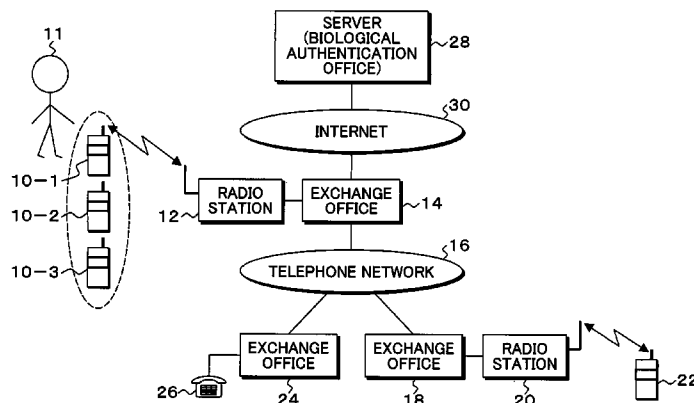 11
SERVER
(BIOLOGICAL
AUTHENTICATION
OFFICE)
28
30
INTERNET
10-1
10-2
10-3
RADIO
STATION
12
EXCHANGE
OFFICE
14
16
TELEPHONE NETWORK
EXCHANGE
OFFICE
24
26
EXCHANGE
OFFICE
18
RADIO
STATION
20
22